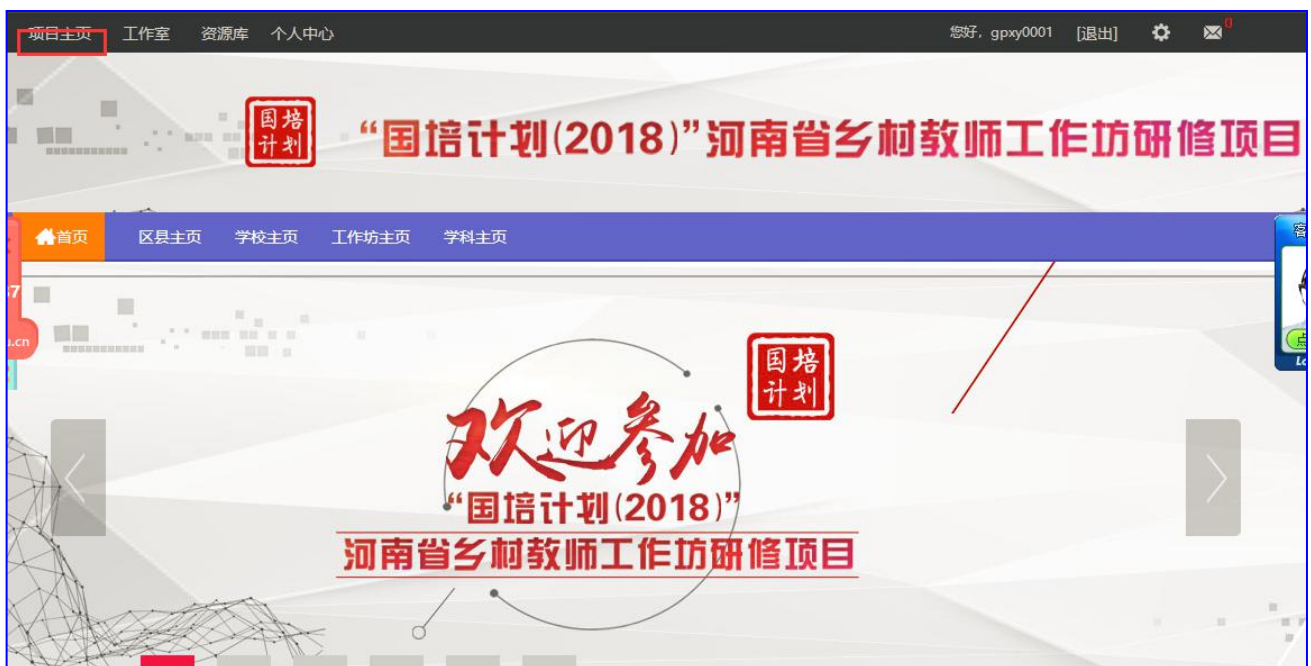 项目主页 工作室 资源库 个人中心 您好，gpxy0001 [退出] 0
国培
计划
“国培计划(2018)”河南省乡村教师工作坊研修项目
首页 区县主页 学校主页 工作坊主页 学科主页
客
37
u.cn
点
国培
计划
欢迎参加
“国培计划(2018)”
河南省乡村教师工作坊研修项目